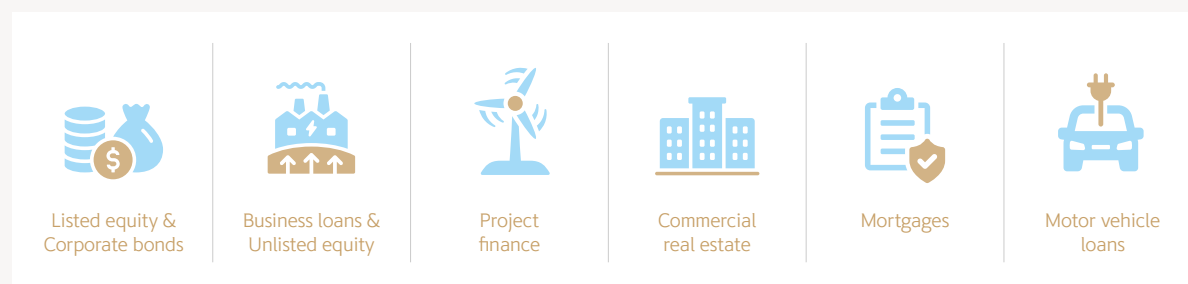 $
Listed equity &
Corporate bonds
Business loans &
Unlisted equity
Project
finance
Commercial
real estate
Mortgages
Motor vehicle
loans